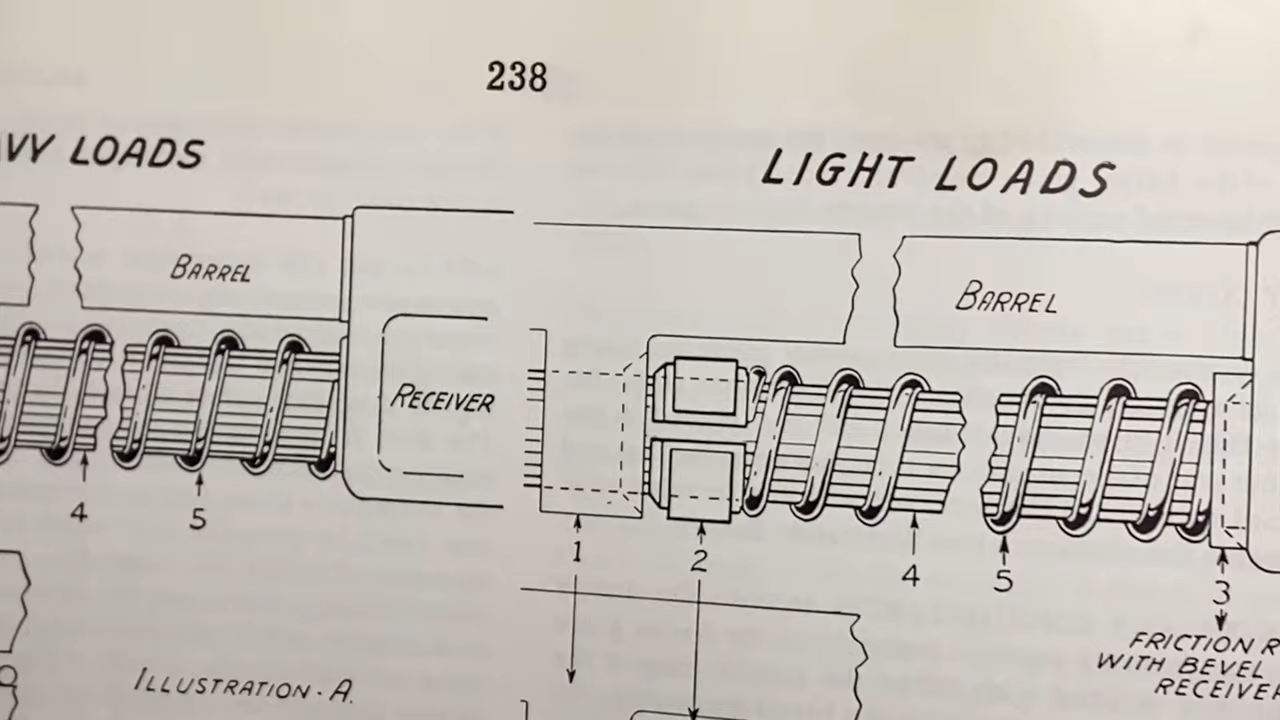 238
VY LOADS
LIGHT LOADS
BARREL
BARREL
RECEIVER
4
5
1
2
4
5
3
FRICTION R
WITH BEVEL
RECEIVE
ILLUSTRATION · A.